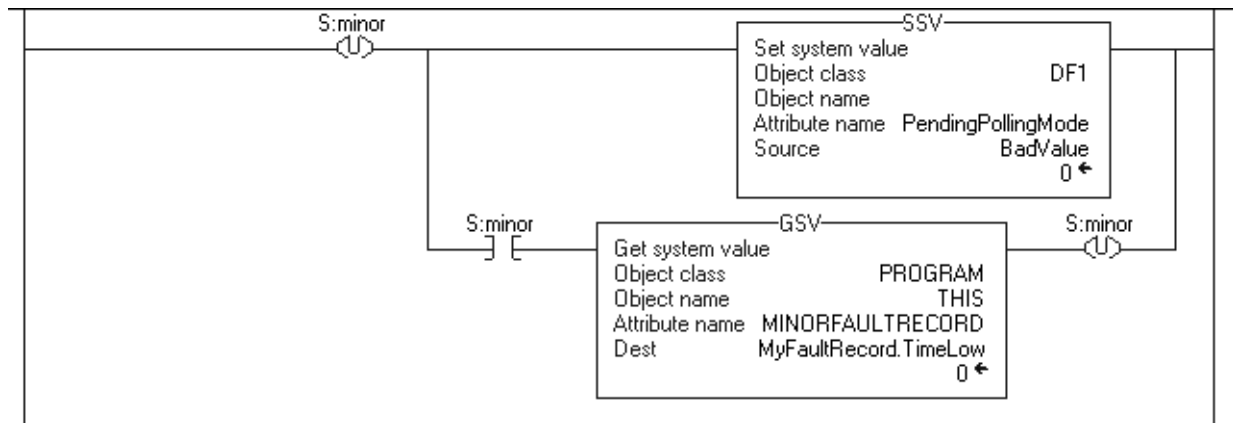 S:minor
U
SSV
Set system value
Object class DF1
Object name
Attribute name PendingPollingMode
Source BadValue
0
S:minor
GSV
Get system value
Object class PROGRAM
Object name THIS
Attribute name MINORFAULTRECORD
Dest MyFaultRecord.TimeLow
0
S:minor
U